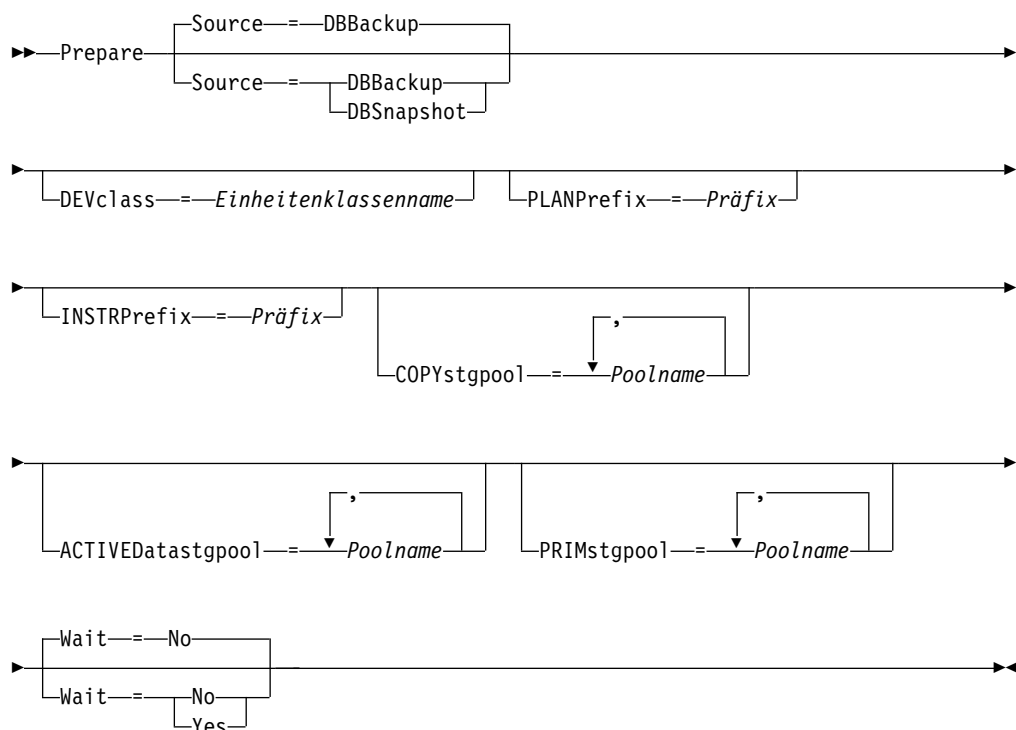 Source = DBBackup
Prepare
Source = DBBackup
DBSnapshot
DEVclass = Einheitenklassenname PLANPrefix = Präfix
INSTRPrefix = Präfix
,
COPYstgpool = Poolname
, ,
ACTIVEDatastgpool = Poolname PRIMstgpool = Poolname
Wait = No
Wait = No
Yes